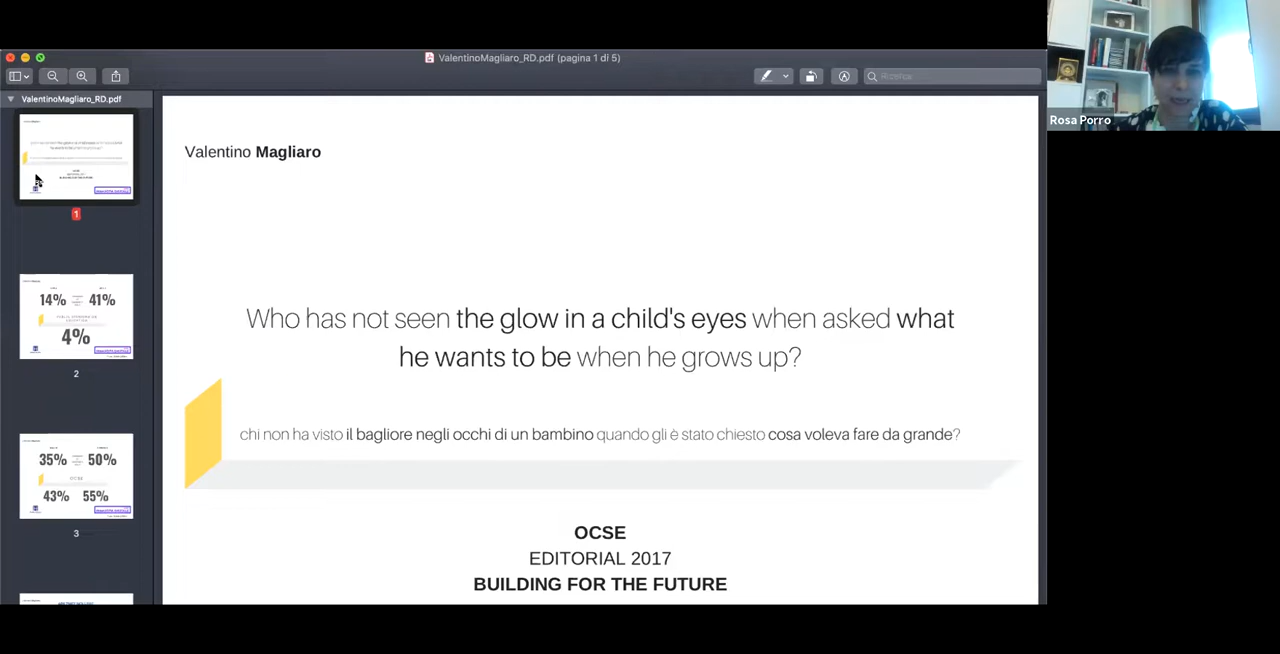 ValentinoMagliaro_RD.pdf (pagina 1 di 5)
Ricerca
ValentinoMagliaro_RD.pdf
1
14% 41%
4%
2
35% 50%
OCSE
43% 55%
3
Valentino Magliaro
Who has not seen the glow in a child's eyes when asked what
he wants to be when he grows up?
chi non ha visto il bagliore negli occhi di un bambino quando gli è stato chiesto cosa voleva fare da grande?
OCSE
EDITORIAL 2017
BUILDING FOR THE FUTURE
Rosa Porro